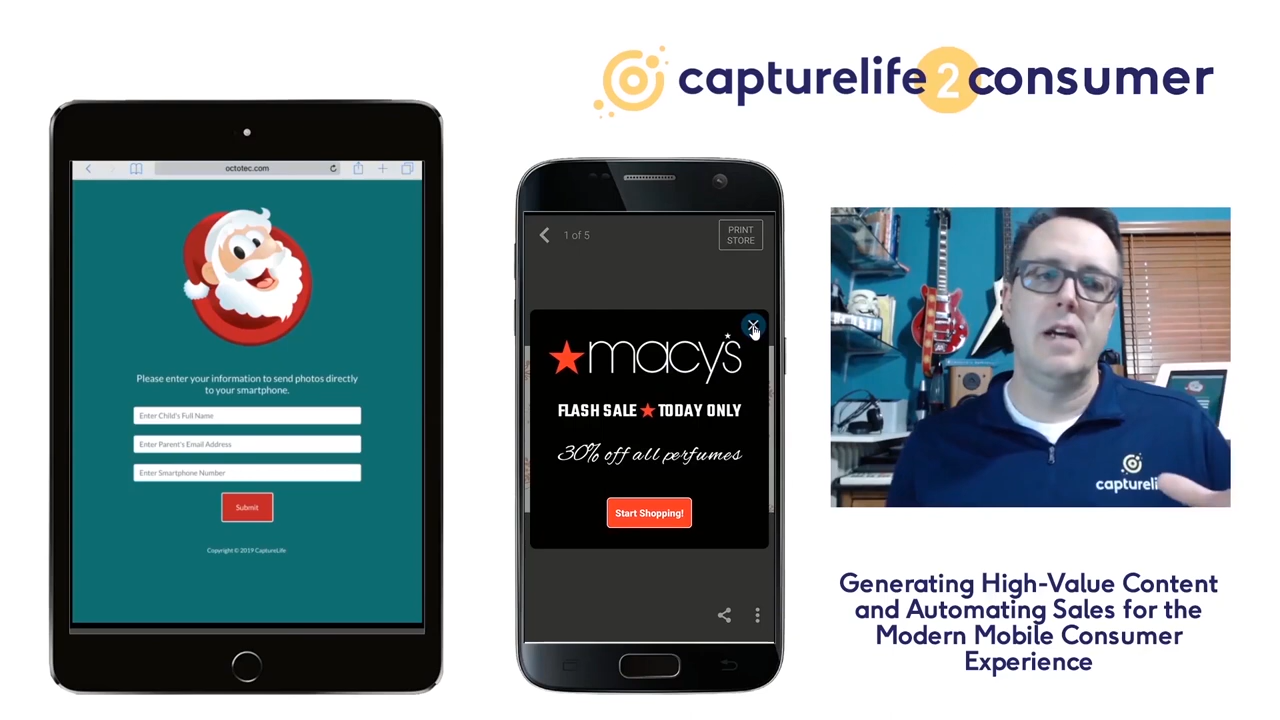 capturelife 2 consumer
octotec.com
Please enter your information to send photos directly
to your smartphone.
Enter Child's Full Name
Enter Parent's Email Address
Enter Smartphone Number
Submit
Copyright © 2019 CaptureLife
1 of 5
PRINT
STORE
macy's
FLASH SALE ★ TODAY ONLY
30% off all perfumes
Start Shopping!
capturelif
Generating High-Value Content
and Automating Sales for the
Modern Mobile Consumer
Experience